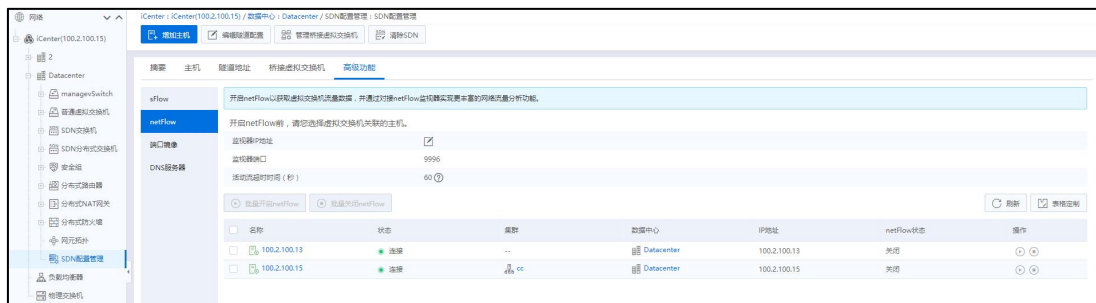 网络
iCenter(100.2.100.15)
2
Datacenter
managevSwitch
普通虚拟交换机
SDN交换机
SDN分布式交换机
安全组
分布式路由器
分布式NAT网关
分布式防火墙
网元拓扑
SDN配置管理
负载均衡器
物理交换机
iCenter : iCenter(100.2.100.15) / 数据中心 : Datacenter / SDN配置管理 : SDN配置管理
增加主机 编缉隧道配置 管理桥接虚拟交换机 清除SDN
摘要 主机 隧道地址 桥接虚拟交换机 高级功能
sFlow
netFlow
端口镜像
DNS服务器
开启netFlow以获取虚拟交换机流量数据，并通过对接netFlow监视器实现更丰富的网络流量分析功能。
开启netFlow前，请您选择虚拟交换机关联的主机。
监视器IP地址
监视器端口 9996
活动流超时时间（秒） 60
批量开启netFlow 批量关闭netFlow 刷新 表格定制
名称 状态 集群 数据中心 IP地址 netFlow状态 操作
100.2.100.13 连接 -- Datacenter 100.2.100.13 关闭
100.2.100.15 连接 cc Datacenter 100.2.100.15 关闭